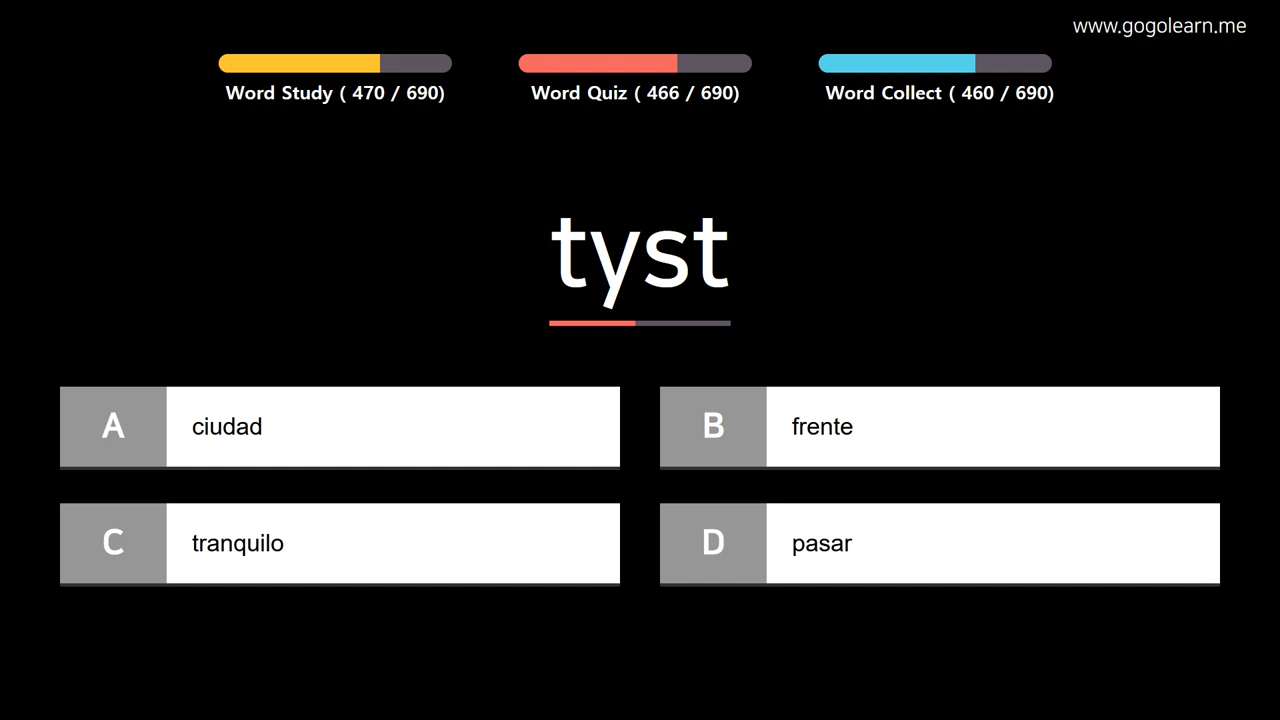 www.gogolearn.me
Word Study ( 470 / 690)
Word Quiz ( 466 / 690)
Word Collect ( 460 / 690)
tyst
A ciudad
B frente
C tranquilo
D pasar